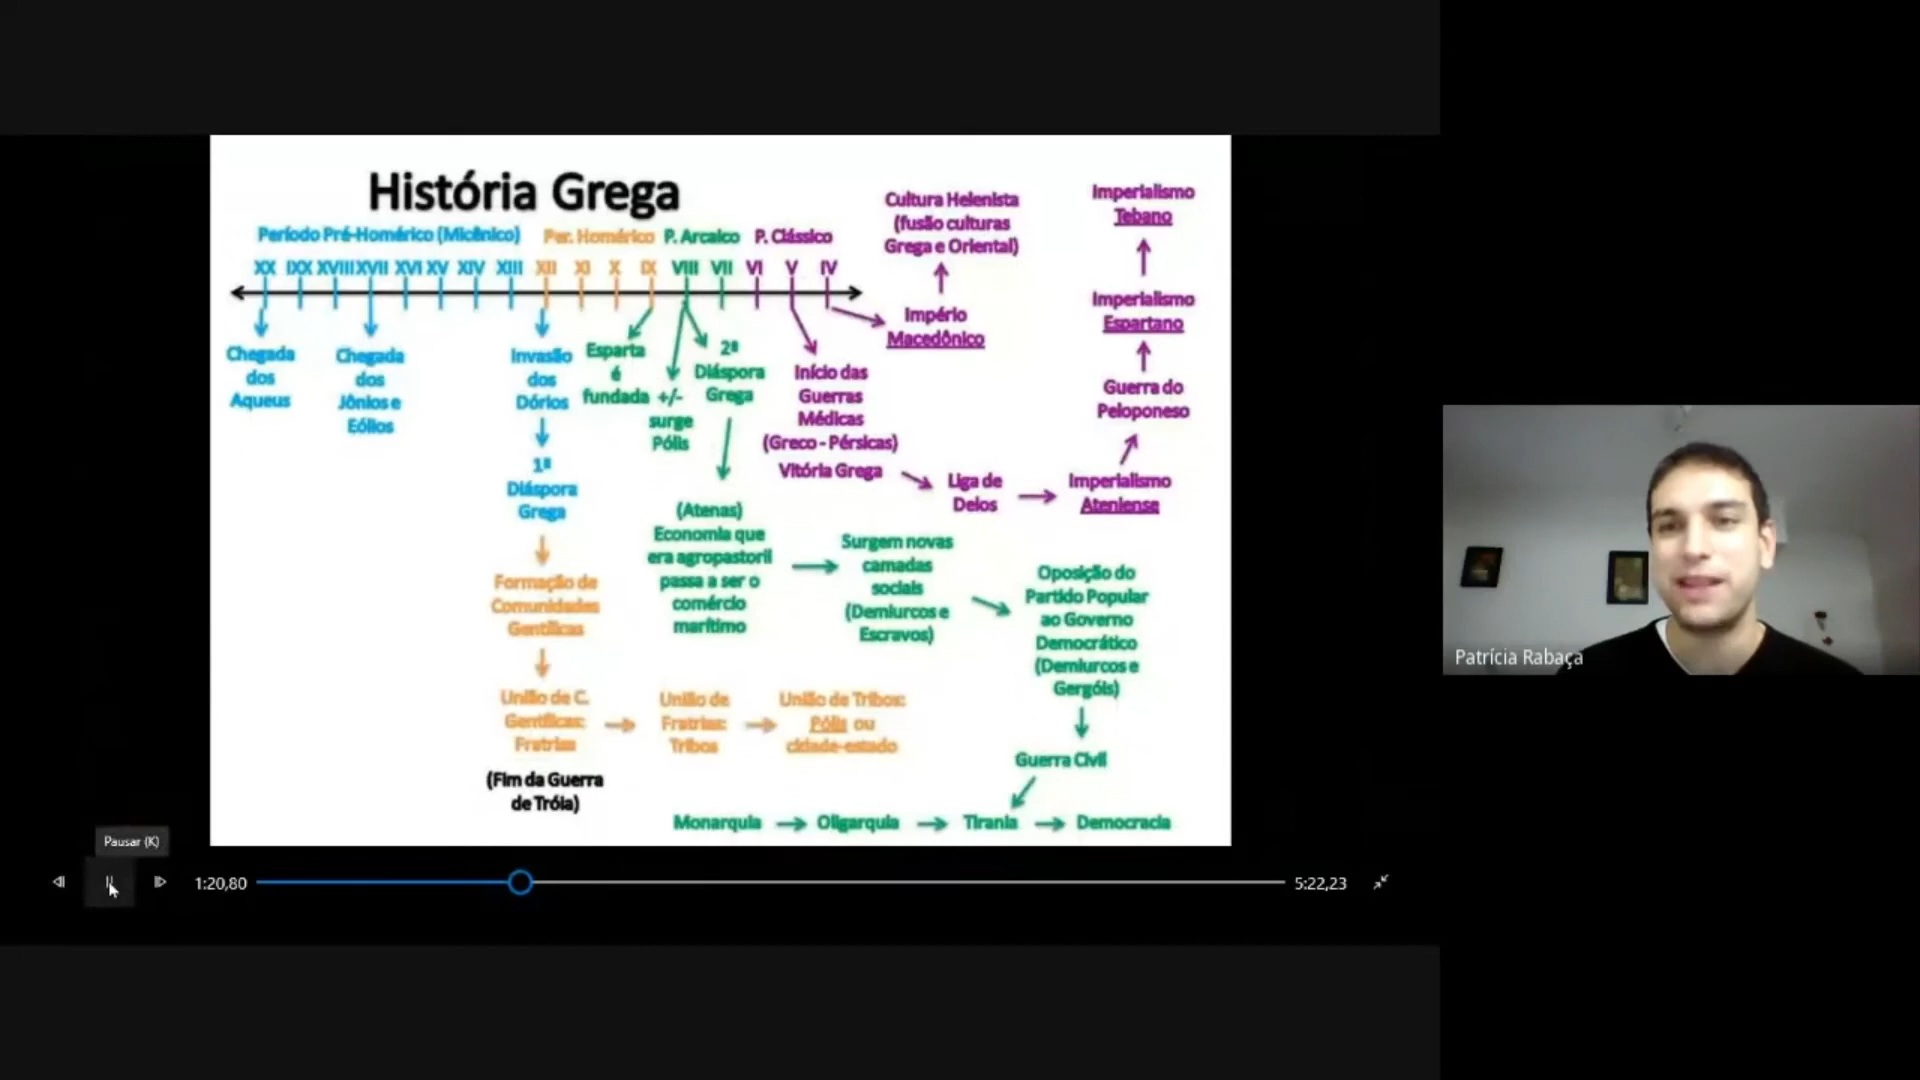 História Grega
Período Pré-Homérico (Micênico)
Per. Homérico
P. Arcaico
P. Clássico
XX IXX XVIII XVII XVI XV XIV XIII XII XI X IX VIII VII VI V IV
Chegada
dos
Aqueus
Chegada
dos
Jônios e
Eólios
Invasão
dos
Dórios
1ª
Diáspora
Grega
Formação de
Comunidades
Gentílicas
União de C.
Gentílicas:
Fratrias
União de
Fratrias:
Tribos
União de Tribos:
Pólis ou
cidade-estado
(Fim da Guerra
de Tróia)
Esparta
é
fundada
+/-
surge
Pólis
2ª
Diáspora
Grega
(Atenas)
Economia que
era agropastoril
passa a ser o
comércio
marítimo
Surgem novas
camadas
sociais
(Demiurcos e
Escravos)
Oposição do
Partido Popular
ao Governo
Democrático
(Demiurcos e
Gergóis)
Guerra Civil
Monarquia
Oligarquia
Tirania
Democracia
Início das
Guerras
Médicas
(Greco - Pérsicas)
Vitória Grega
Liga de
Delos
Imperialismo
Ateniense
Guerra do
Peloponeso
Imperialismo
Espartano
Imperialismo
Tebano
Império
Macedônico
Cultura Helenista
(fusão culturas
Grega e Oriental)
Patrícia Rabaça
Pausar (K)
1:20,80
5:22,23